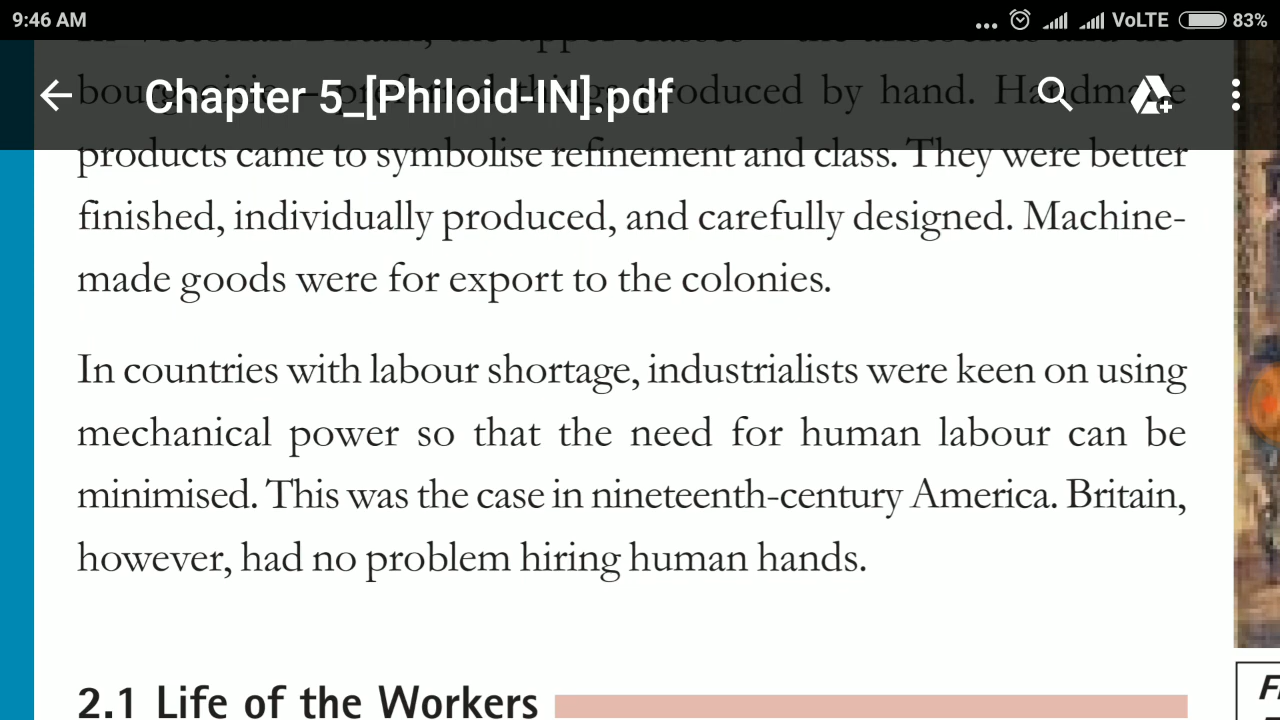 9:46 AM
... VoLTE 83%
Chapter 5_[Philoid-IN].pdf
produced by hand. Handmade
products came to symbolise refinement and class. They were better
finished, individually produced, and carefully designed. Machine-
made goods were for export to the colonies.
In countries with labour shortage, industrialists were keen on using
mechanical power so that the need for human labour can be
minimised. This was the case in nineteenth-century America. Britain,
however, had no problem hiring human hands.
2.1 Life of the Workers